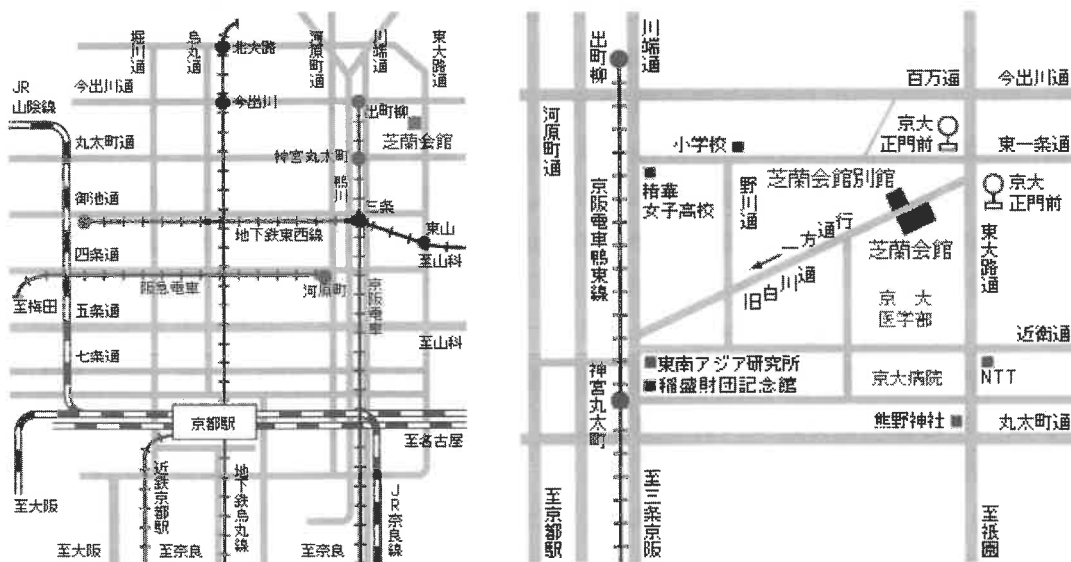 堀川通
烏丸通
河原町通
川端通
東大路通
北大路
JR
山陰線
今出川通
今出川
出町柳
芝蘭会館
丸太町通
神宮丸太町
鴨川
御池通
三条
地下鉄東西線
東山
至山科
四条通
阪急電車
河原町
京阪電車
至梅田
五条通
七条通
至山科
京都駅
至名古屋
至大阪
近鉄京都駅
地下鉄烏丸線
JR奈良線
至大阪
至奈良
至奈良
出町柳
川端通
百万遍
今出川通
河原町通
小学校
京大
正門前
東一条通
京阪電車鴨東線
女子高校
芝蘭会館別館
京大
正門前
一方通行
芝蘭会館
旧白川通
東大路通
京大
医学部
近衛通
東南アジア研究所
稲盛財団記念館
京大病院
NTT
神宮丸太町
熊野神社
丸太町通
至京都駅
至三条京阪
至祇園